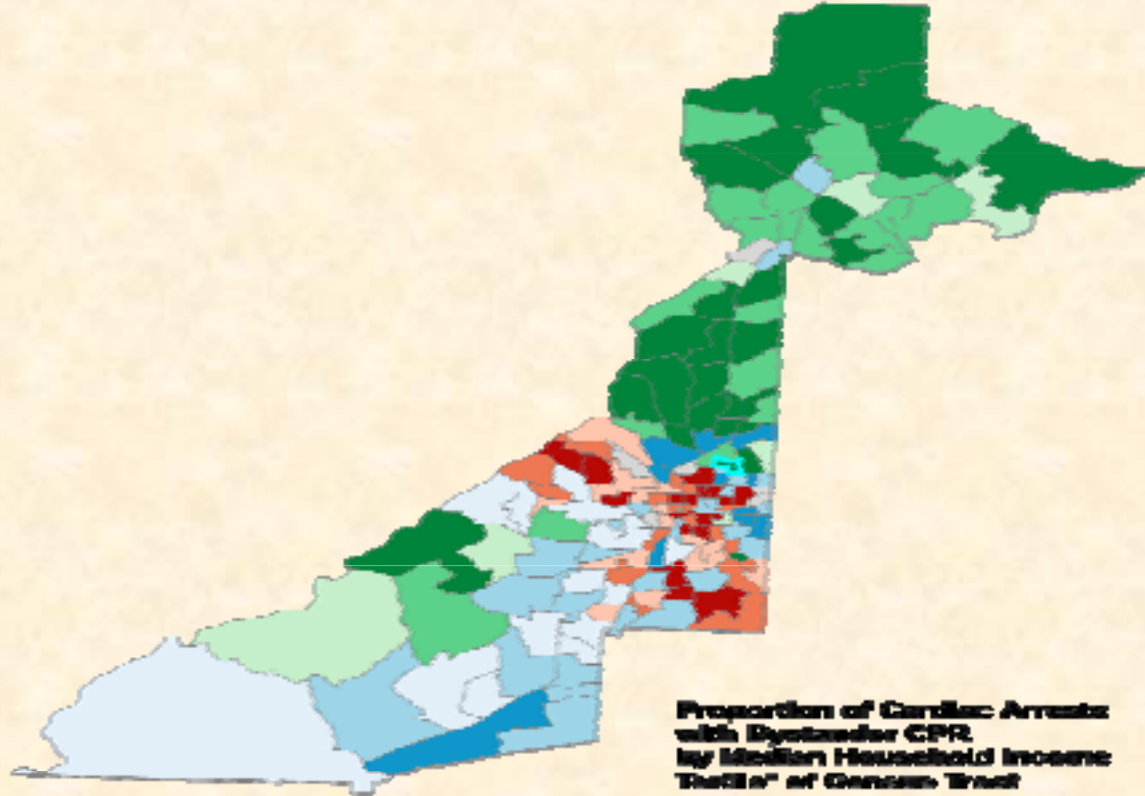 Proportion of Cardiac Arrests
with Bystander CPR
by Median Household Income
of Census Tract